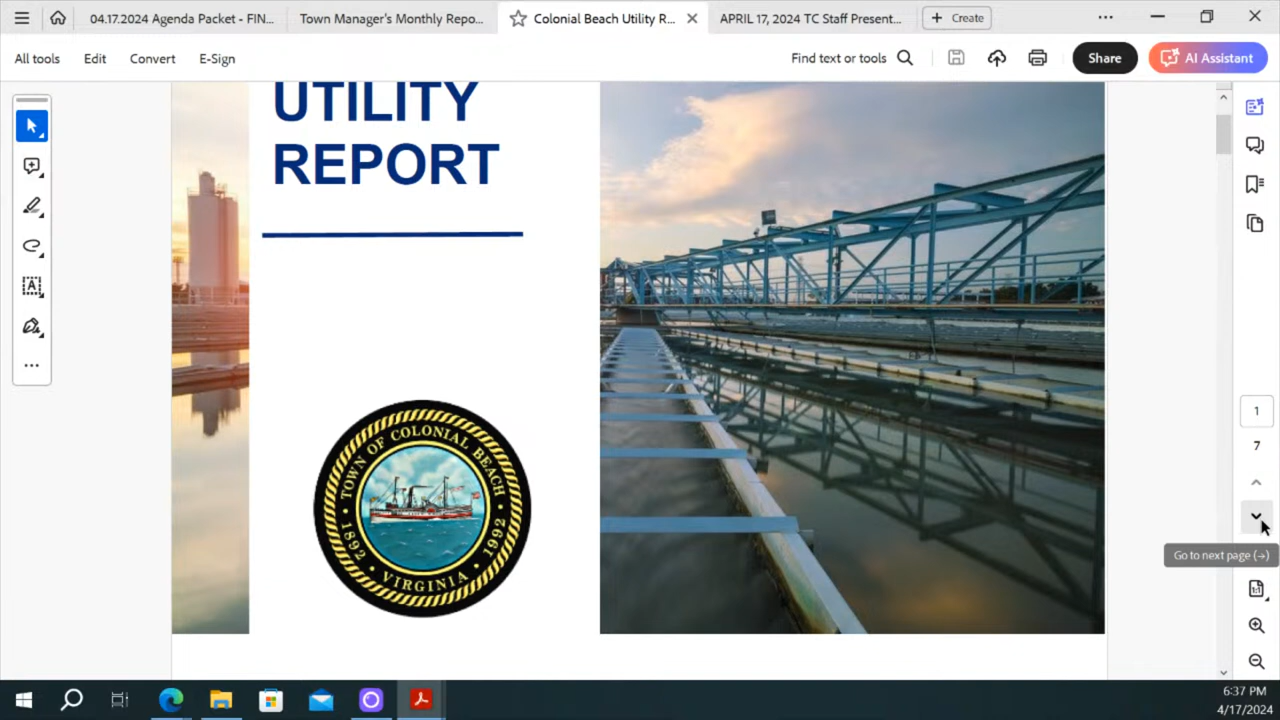 04.17.2024 Agenda Packet - FIN...
Town Manager's Monthly Repo...
Colonial Beach Utility R...
APRIL 17, 2024 TC Staff Present...
+ Create
All tools
Edit
Convert
E-Sign
Find text or tools
Share
AI Assistant
UTILITY
REPORT
TOWN OF COLONIAL BEACH
1892 • VIRGINIA • 1992
1
7
Go to next page (→)
1:1
6:37 PM
4/17/2024